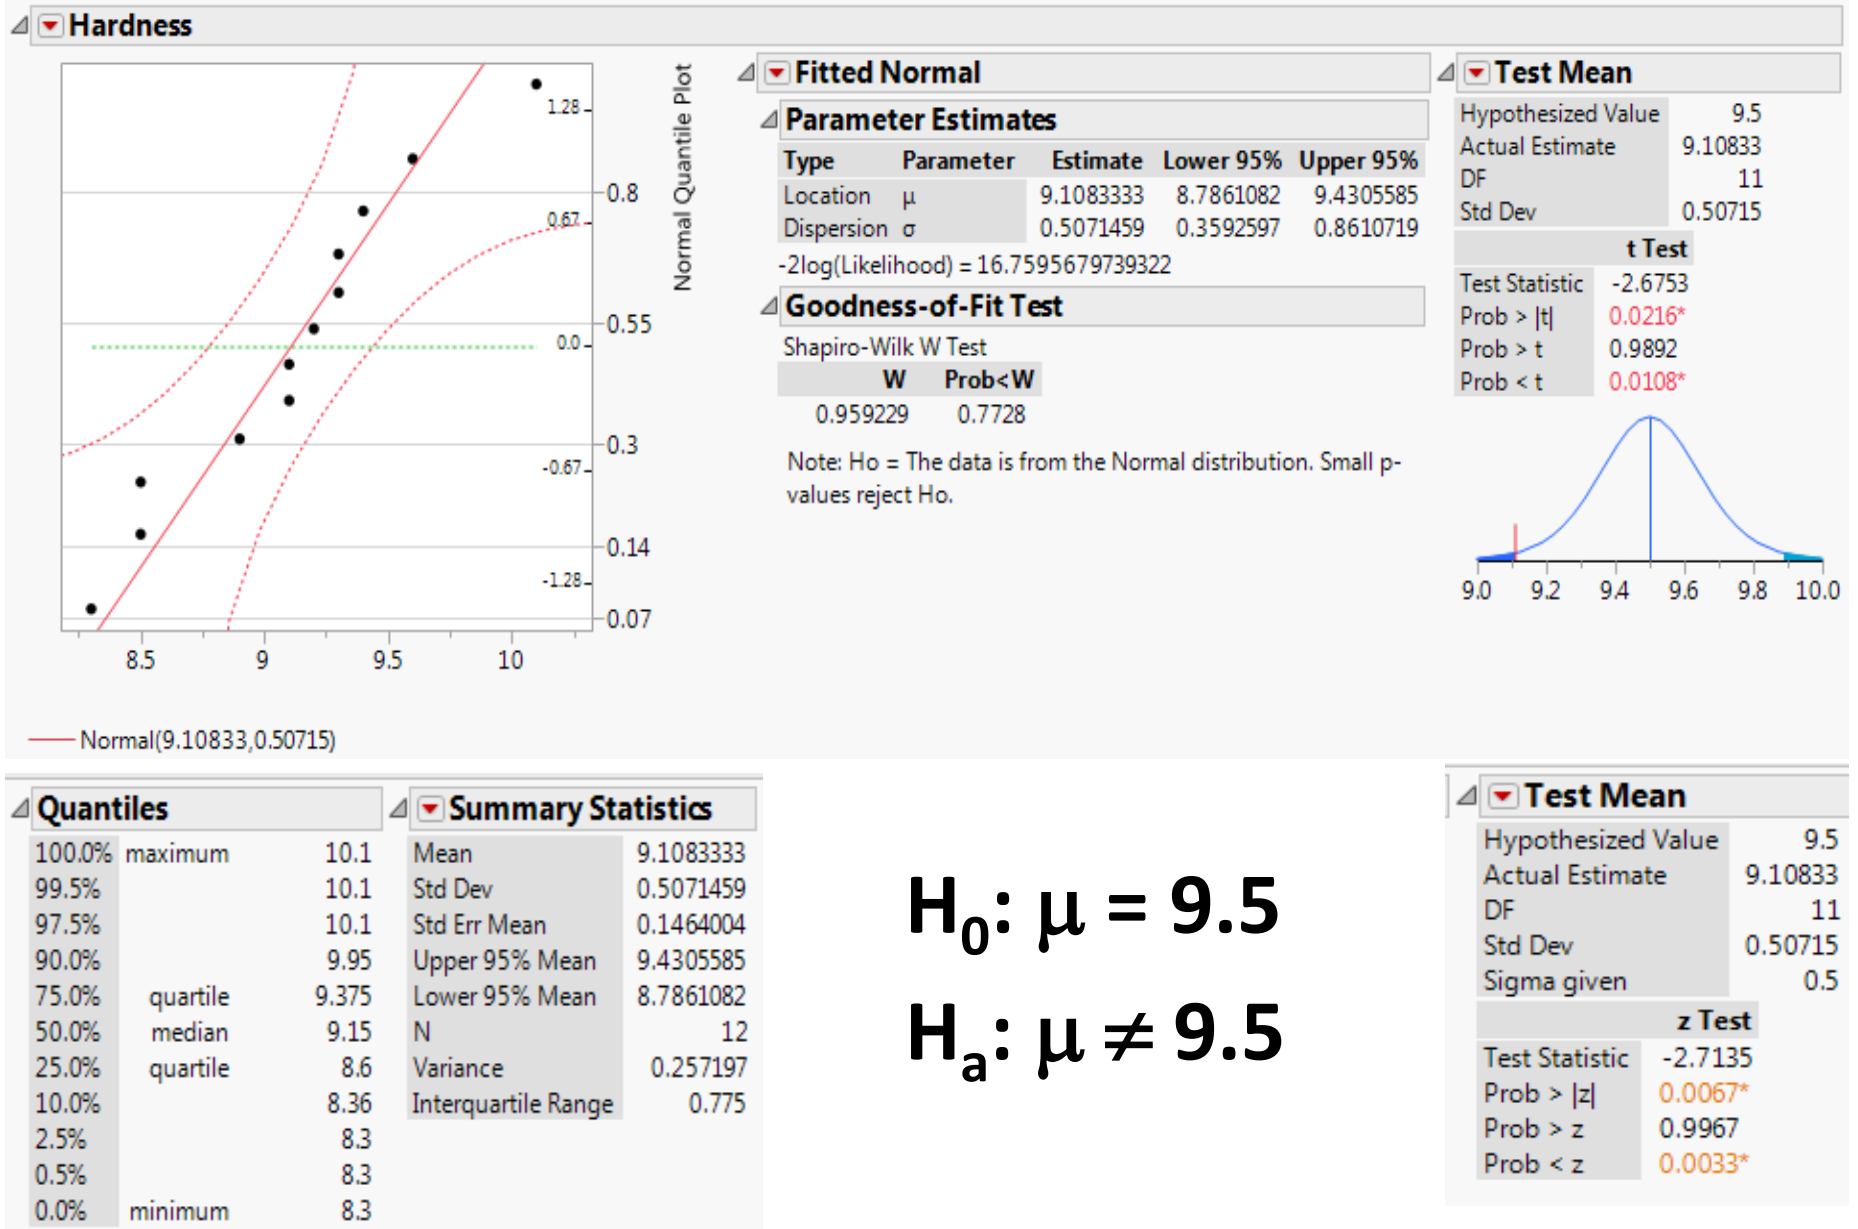 Hardness
1.28
0.8
0.67
0.55
0.0
0.3
-0.67
0.14
-1.28
0.07
8.5 9 9.5 10
Normal Quantile Plot
Normal(9.10833,0.50715)
Fitted Normal
Parameter Estimates
Type Parameter Estimate Lower 95% Upper 95%
Location μ 9.1083333 8.7861082 9.4305585
Dispersion σ 0.5071459 0.3592597 0.8610719
-2log(Likelihood) = 16.7595679739322
Goodness-of-Fit Test
Shapiro-Wilk W Test
W Prob<W
0.959229 0.7728
Note: Ho = The data is from the Normal distribution. Small p-
values reject Ho.
Test Mean
Hypothesized Value 9.5
Actual Estimate 9.10833
DF 11
Std Dev 0.50715
t Test
Test Statistic -2.6753
Prob > |t| 0.0216*
Prob > t 0.9892
Prob < t 0.0108*
9.0 9.2 9.4 9.6 9.8 10.0
Quantiles
100.0% maximum 10.1
99.5% 10.1
97.5% 10.1
90.0% 9.95
75.0% quartile 9.375
50.0% median 9.15
25.0% quartile 8.6
10.0% 8.36
2.5% 8.3
0.5% 8.3
0.0% minimum 8.3
Summary Statistics
Mean 9.1083333
Std Dev 0.5071459
Std Err Mean 0.1464004
Upper 95% Mean 9.4305585
Lower 95% Mean 8.7861082
N 12
Variance 0.257197
Interquartile Range 0.775
H₀: μ = 9.5
Hₐ: μ ≠ 9.5
Test Mean
Hypothesized Value 9.5
Actual Estimate 9.10833
DF 11
Std Dev 0.50715
Sigma given 0.5
z Test
Test Statistic -2.7135
Prob > |z| 0.0067*
Prob > z 0.9967
Prob < z 0.0033*